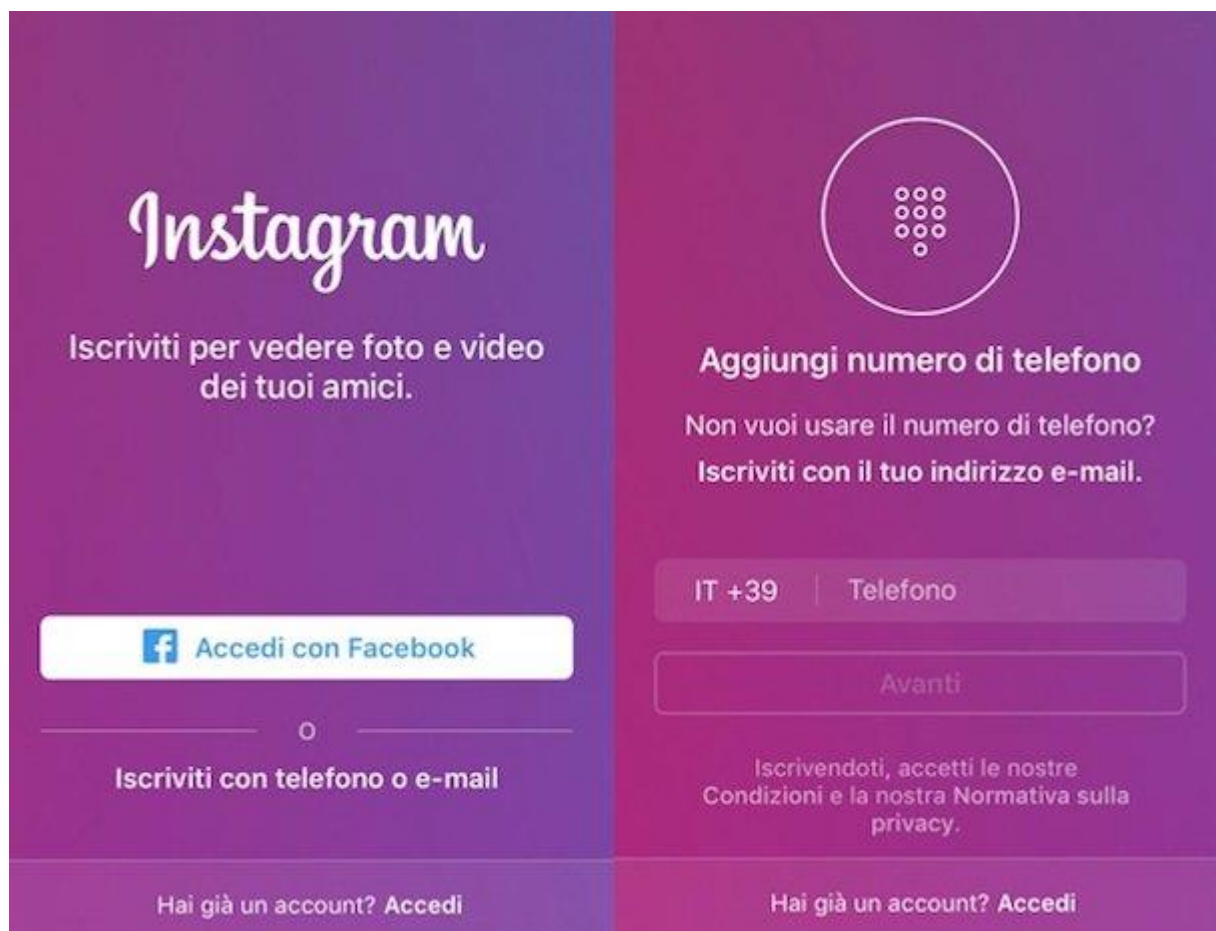 Instagram
Iscriviti per vedere foto e video
dei tuoi amici.
Accedi con Facebook
O
Iscriviti con telefono o e-mail
Hai già un account? Accedi
Aggiungi numero di telefono
Non vuoi usare il numero di telefono?
Iscriviti con il tuo indirizzo e-mail.
IT +39 Telefono
Avanti
Iscrivendoti, accetti le nostre
Condizioni e la nostra Normativa sulla
privacy.
Hai già un account? Accedi